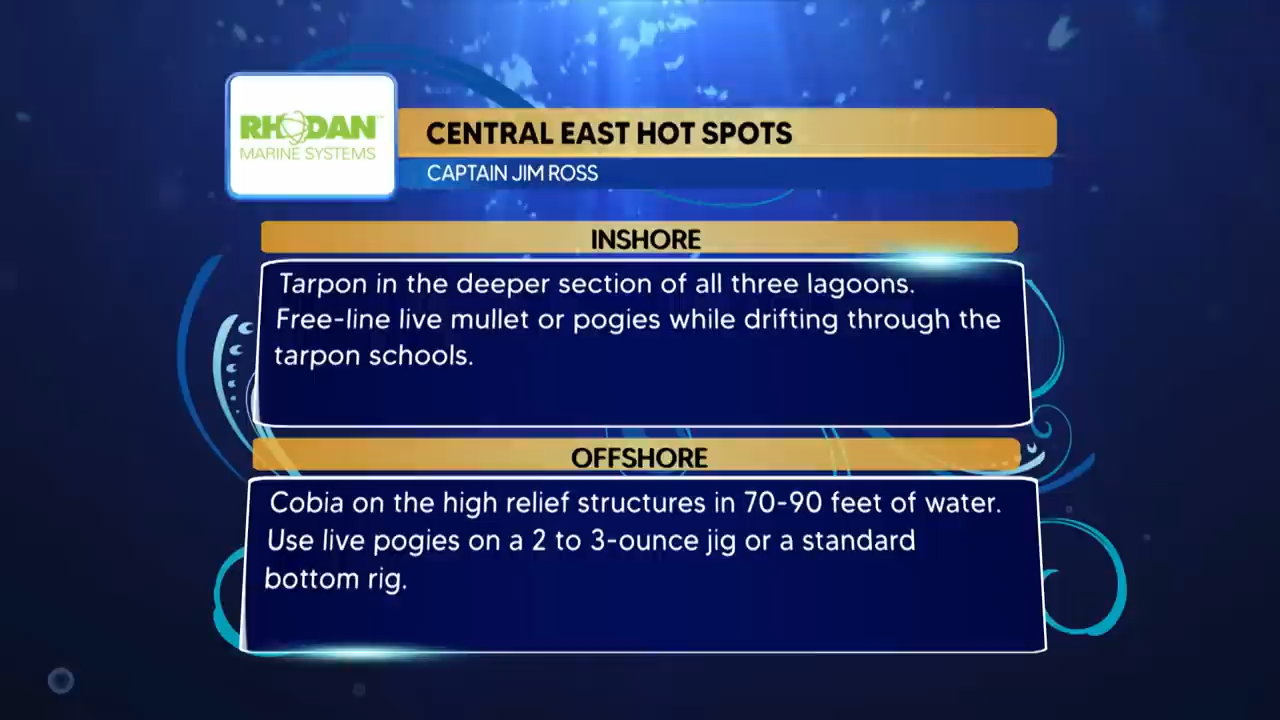 RHODAN™
MARINE SYSTEMS
CENTRAL EAST HOT SPOTS
CAPTAIN JIM ROSS
INSHORE
Tarpon in the deeper section of all three lagoons.
Free-line live mullet or pogies while drifting through the
tarpon schools.
OFFSHORE
Cobia on the high relief structures in 70-90 feet of water.
Use live pogies on a 2 to 3-ounce jig or a standard
bottom rig.